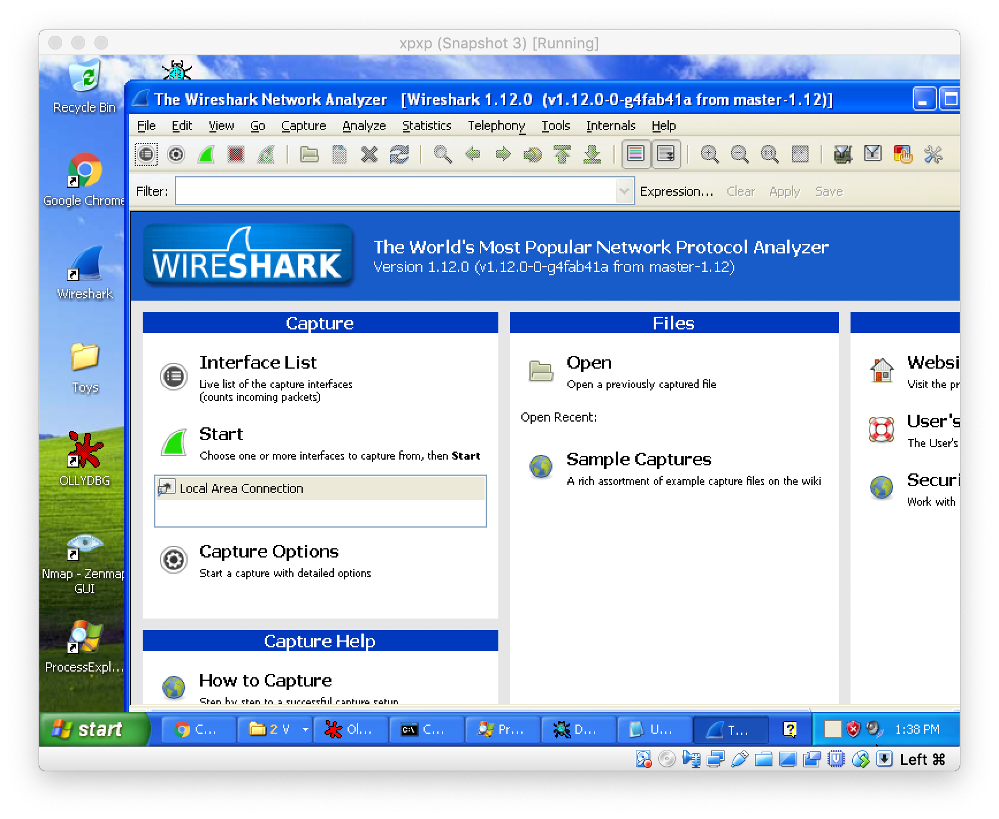 xpxp (Snapshot 3) [Running]
Recycle Bin
Google Chrome
Wireshark
Toys
OLLYDBG
Nmap - Zenmap
GUI
ProcessExpl...
The Wireshark Network Analyzer [Wireshark 1.12.0 (v1.12.0-0-g4fab41a from master-1.12)]
File Edit View Go Capture Analyze Statistics Telephony Tools Internals Help
Filter: Expression... Clear Apply Save
WIRESHARK
The World's Most Popular Network Protocol Analyzer
Version 1.12.0 (v1.12.0-0-g4fab41a from master-1.12)
Capture
Interface List
Live list of the capture interfaces
(counts incoming packets)
Start
Choose one or more interfaces to capture from, then Start
Local Area Connection
Capture Options
Start a capture with detailed options
Capture Help
How to Capture
Step by step to a successful capture setup
Files
Open
Open a previously captured file
Open Recent:
Sample Captures
A rich assortment of example capture files on the wiki
Websi
Visit the pr
User's
The User's
Securi
Work with
start C... 2 V Ol... C:\ C... Pr... D... U... T... 1:38 PM
Left ⌘